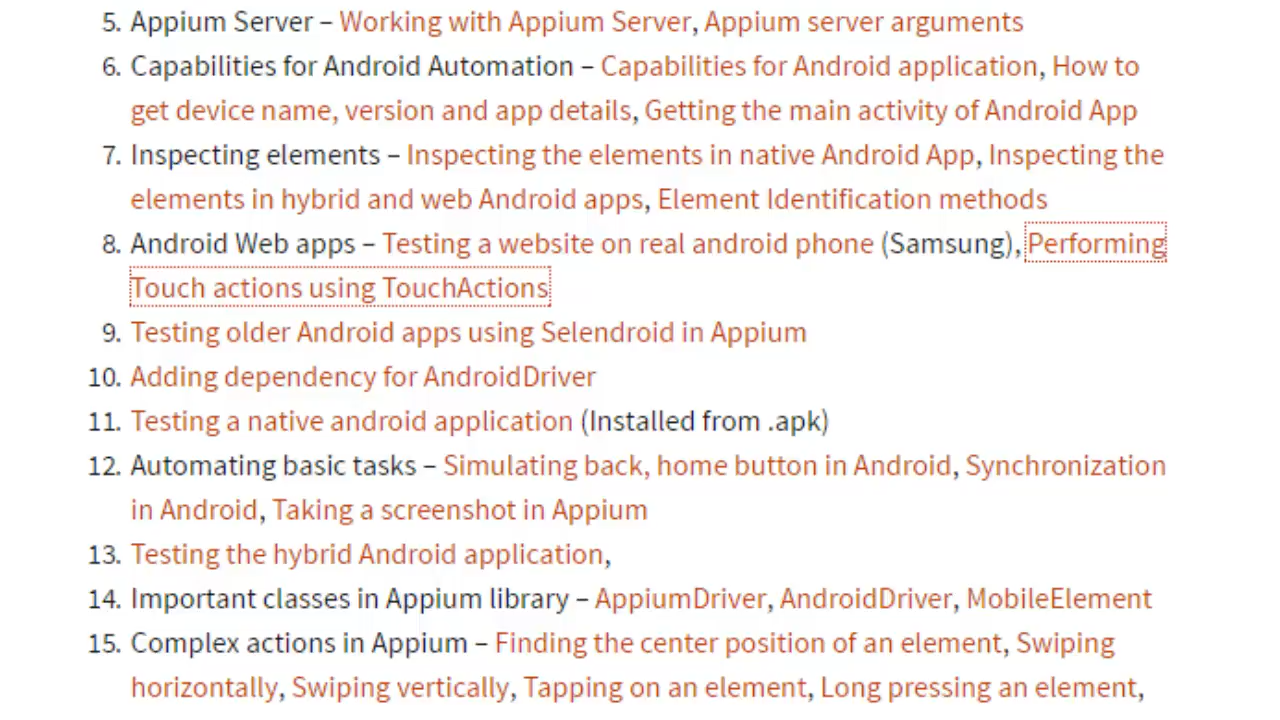 5. Appium Server – Working with Appium Server, Appium server arguments
6. Capabilities for Android Automation – Capabilities for Android application, How to
get device name, version and app details, Getting the main activity of Android App
7. Inspecting elements – Inspecting the elements in native Android App, Inspecting the
elements in hybrid and web Android apps, Element Identification methods
8. Android Web apps – Testing a website on real android phone (Samsung), Performing
Touch actions using TouchActions
9. Testing older Android apps using Selendroid in Appium
10. Adding dependency for AndroidDriver
11. Testing a native android application (Installed from .apk)
12. Automating basic tasks – Simulating back, home button in Android, Synchronization
in Android, Taking a screenshot in Appium
13. Testing the hybrid Android application,
14. Important classes in Appium library – AppiumDriver, AndroidDriver, MobileElement
15. Complex actions in Appium – Finding the center position of an element, Swiping
horizontally, Swiping vertically, Tapping on an element, Long pressing an element,